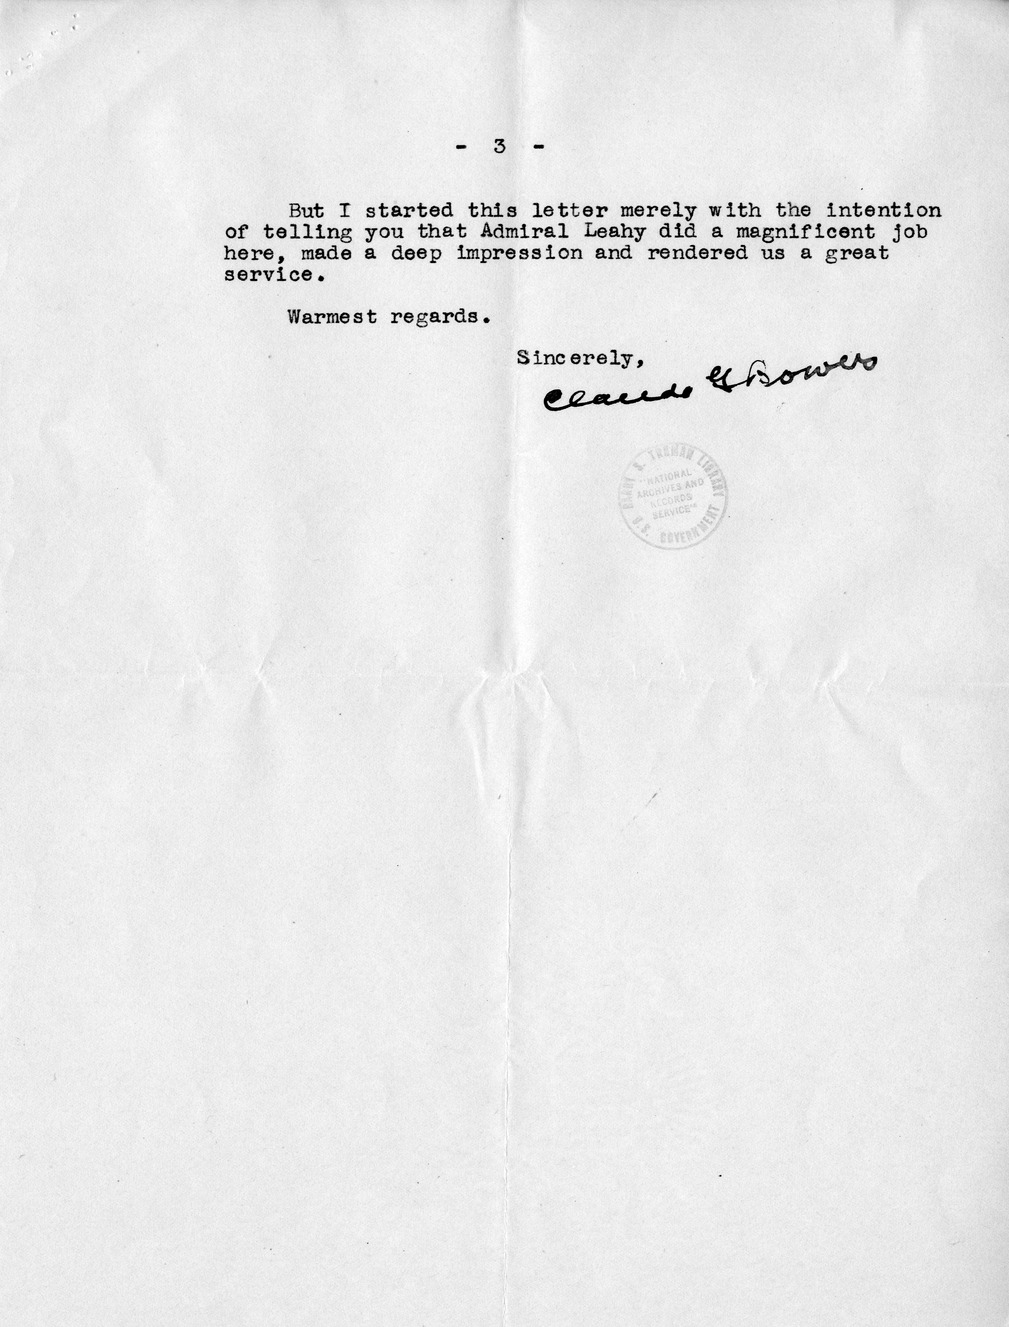 - 3 -
But I started this letter merely with the intention
of telling you that Admiral Leahy did a magnificent job
here, made a deep impression and rendered us a great
service.
Warmest regards.
Sincerely,
Claude G Bowers
HARRY S. TRUMAN LIBRARY
"NATIONAL
ARCHIVES AND
RECORDS
SERVICE"
U.S. GOVERNMENT